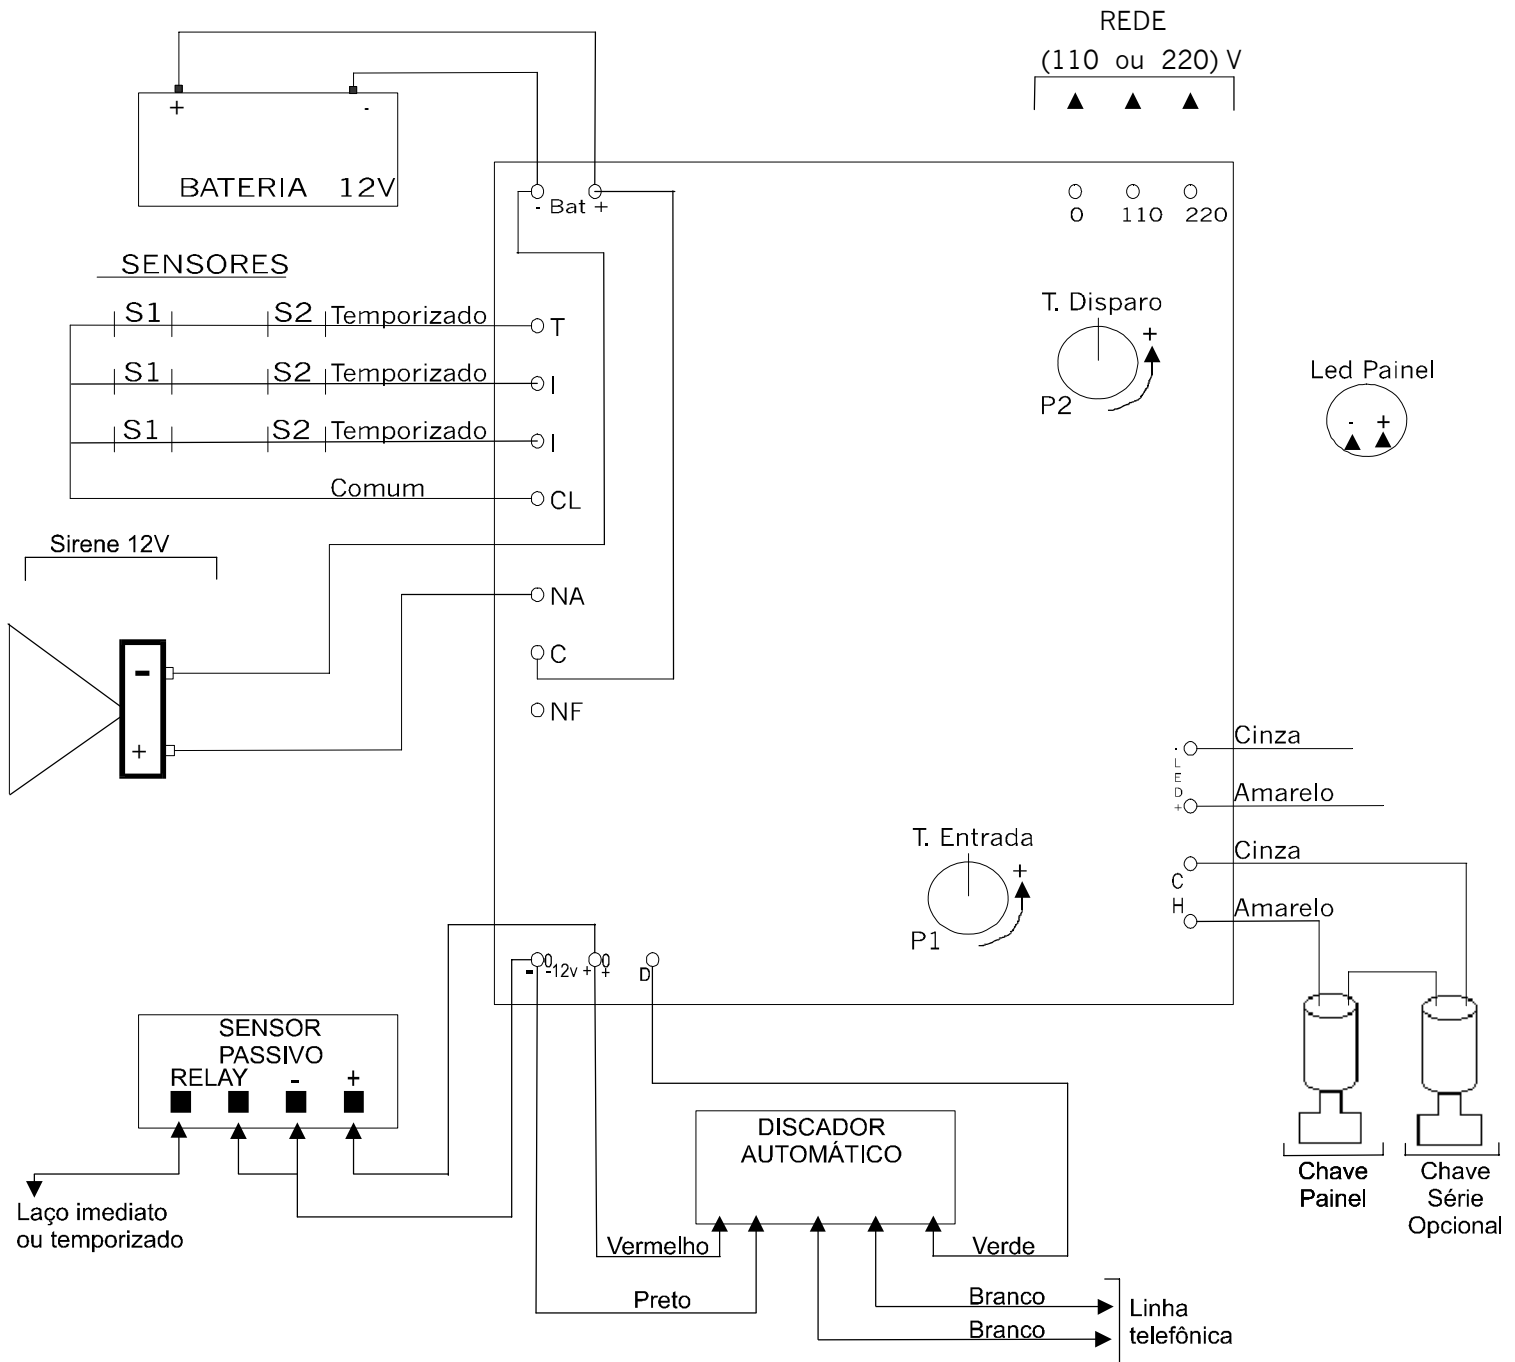 REDE
(110 ou 220) V
+ -
BATERIA 12V
- Bat +
0 110 220
SENSORES
S1 S2 Temporizado T
S1 S2 Temporizado I
S1 S2 Temporizado I
Comum CL
T. Disparo
+
P2
Led Painel
- +
Sirene 12V
NA
C
NF
-
+
- LED +
Cinza
Amarelo
Cinza
C
H
Amarelo
T. Entrada
+
P1
- 0 -12v + 0 +
D
SENSOR
PASSIVO
RELAY - +
Laço imediato
ou temporizado
DISCADOR
AUTOMÁTICO
Vermelho
Verde
Preto
Branco
Branco
Linha
telefônica
Chave
Painel
Chave
Série
Opcional